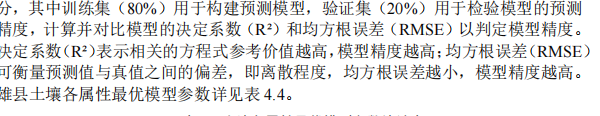 分，其中训练集（80%）用于构建预测模型，验证集（20%）用于检验模型的预测
精度，计算并对比模型的决定系数（R²）和均方根误差（RMSE）以判定模型精度。
决定系数（R²）表示相关的方程式参考价值越高，模型精度越高；均方根误差（RMSE）
可衡量预测值与真值之间的偏差，即离散程度，均方根误差越小，模型精度越高。
雄县土壤各属性最优模型参数详见表 4.4。